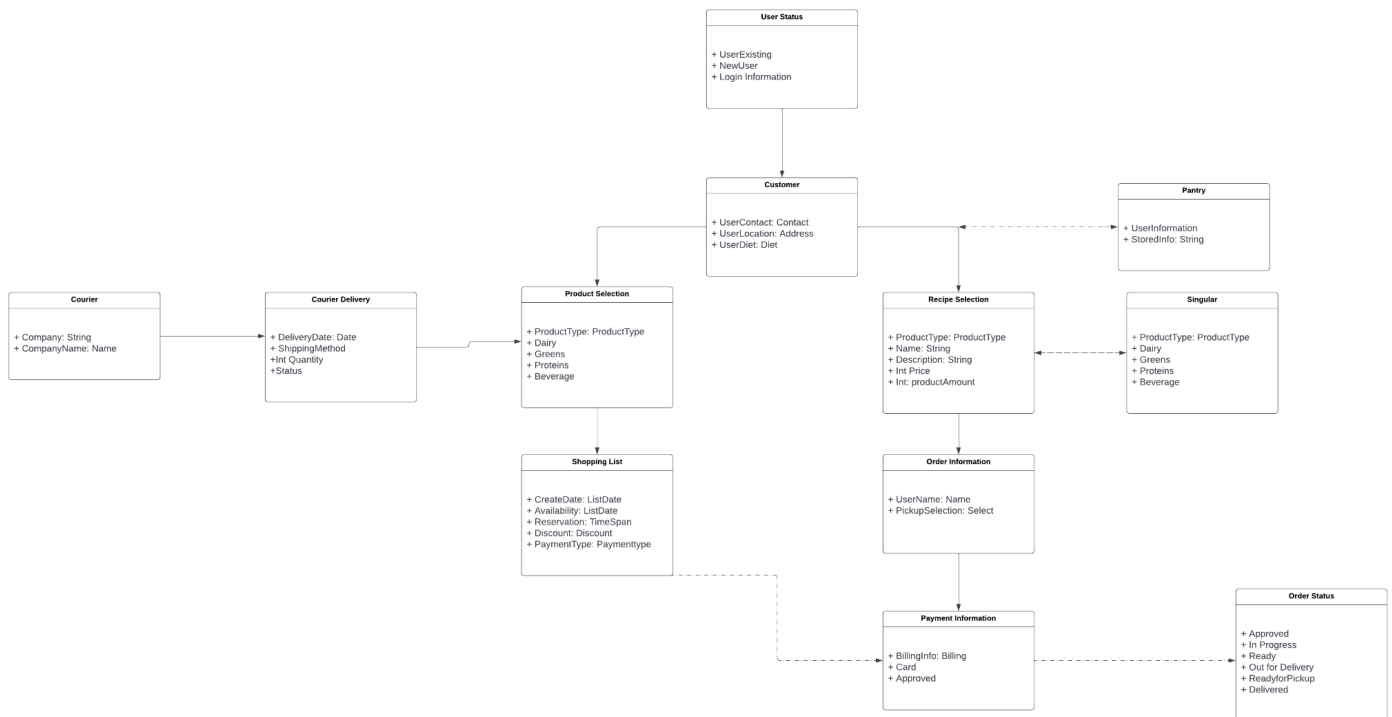 User Status
+ UserExisting
+ NewUser
+ Login Information
Customer
+ UserContact: Contact
+ UserLocation: Address
+ UserDiet: Diet
Pantry
+ UserInformation
+ StoredInfo: String
Courier
+ Company: String
+ CompanyName: Name
Courier Delivery
+ DeliveryDate: Date
+ ShippingMethod
+Int Quantity
+Status
Product Selection
+ ProductType: ProductType
+ Dairy
+ Greens
+ Proteins
+ Beverage
Recipe Selection
+ ProductType: ProductType
+ Name: String
+ Description: String
+ Int Price
+ Int: productAmount
Singular
+ ProductType: ProductType
+ Dairy
+ Greens
+ Proteins
+ Beverage
Shopping List
+ CreateDate: ListDate
+ Availability: ListDate
+ Reservation: TimeSpan
+ Discount: Discount
+ PaymentType: Paymenttype
Order Information
+ UserName: Name
+ PickupSelection: Select
Payment Information
+ BillingInfo: Billing
+ Card
+ Approved
Order Status
+ Approved
+ In Progress
+ Ready
+ Out for Delivery
+ ReadyforPickup
+ Delivered